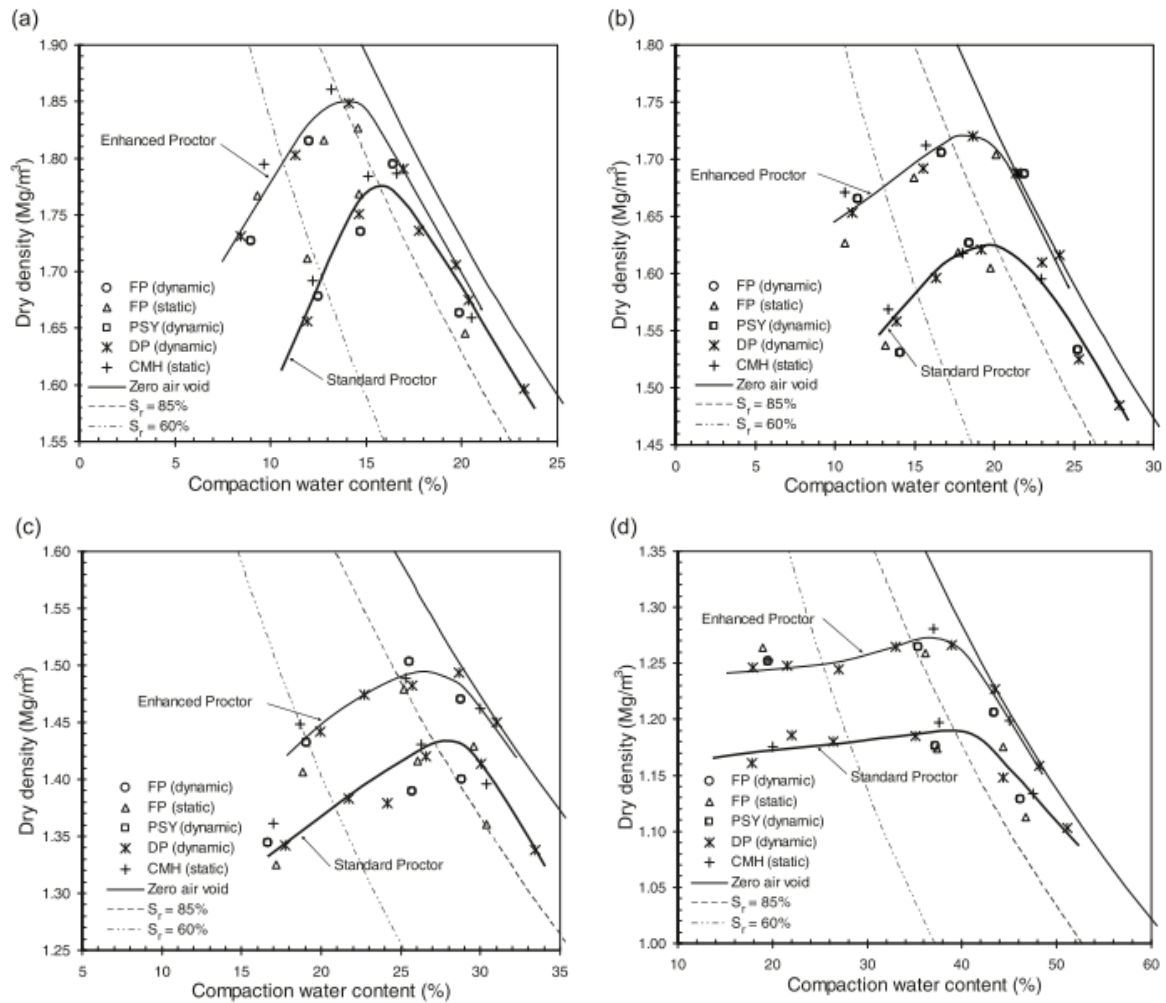 (a)
1.90
1.85
1.80
1.75
1.70
1.65
1.60
1.55
Dry density (Mg/m³)
Enhanced Proctor
Standard Proctor
FP (dynamic)
FP (static)
PSY (dynamic)
DP (dynamic)
CMH (static)
Zero air void
Sr = 85%
Sr = 60%
0 5 10 15 20 25
Compaction water content (%)
(b)
1.80
1.75
1.70
1.65
1.60
1.55
1.50
1.45
Dry density (Mg/m³)
Enhanced Proctor
Standard Proctor
FP (dynamic)
FP (static)
PSY (dynamic)
DP (dynamic)
CMH (static)
Zero air void
Sr = 85%
Sr = 60%
0 5 10 15 20 25 30
Compaction water content (%)
(c)
1.60
1.55
1.50
1.45
1.40
1.35
1.30
1.25
Dry density (Mg/m³)
Enhanced Proctor
Standard Proctor
FP (dynamic)
FP (static)
PSY (dynamic)
DP (dynamic)
CMH (static)
Zero air void
Sr = 85%
Sr = 60%
5 10 15 20 25 30 35
Compaction water content (%)
(d)
1.35
1.30
1.25
1.20
1.15
1.10
1.05
1.00
Dry density (Mg/m³)
Enhanced Proctor
Standard Proctor
FP (dynamic)
FP (static)
PSY (dynamic)
DP (dynamic)
CMH (static)
Zero air void
Sr = 85%
Sr = 60%
10 20 30 40 50 60
Compaction water content (%)